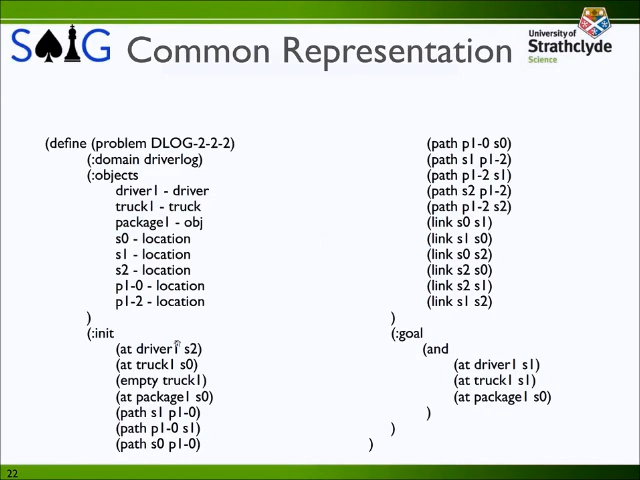 S G
Common Representation
University of
Strathclyde
Science
(define (problem DLOG-2-2-2)
(:domain driverlog)
(:objects
driver1 - driver
truck1 - truck
package1 - obj
s0 - location
s1 - location
s2 - location
p1-0 - location
p1-2 - location
)
(:init
(at driver1 s2)
(at truck1 s0)
(empty truck1)
(at package1 s0)
(path s1 p1-0)
(path p1-0 s1)
(path s0 p1-0)
(path p1-0 s0)
(path s1 p1-2)
(path p1-2 s1)
(path s2 p1-2)
(path p1-2 s2)
(link s0 s1)
(link s1 s0)
(link s0 s2)
(link s2 s0)
(link s2 s1)
(link s1 s2)
)
(:goal
(and
(at driver1 s1)
(at truck1 s1)
(at package1 s0)
)
)
)
22